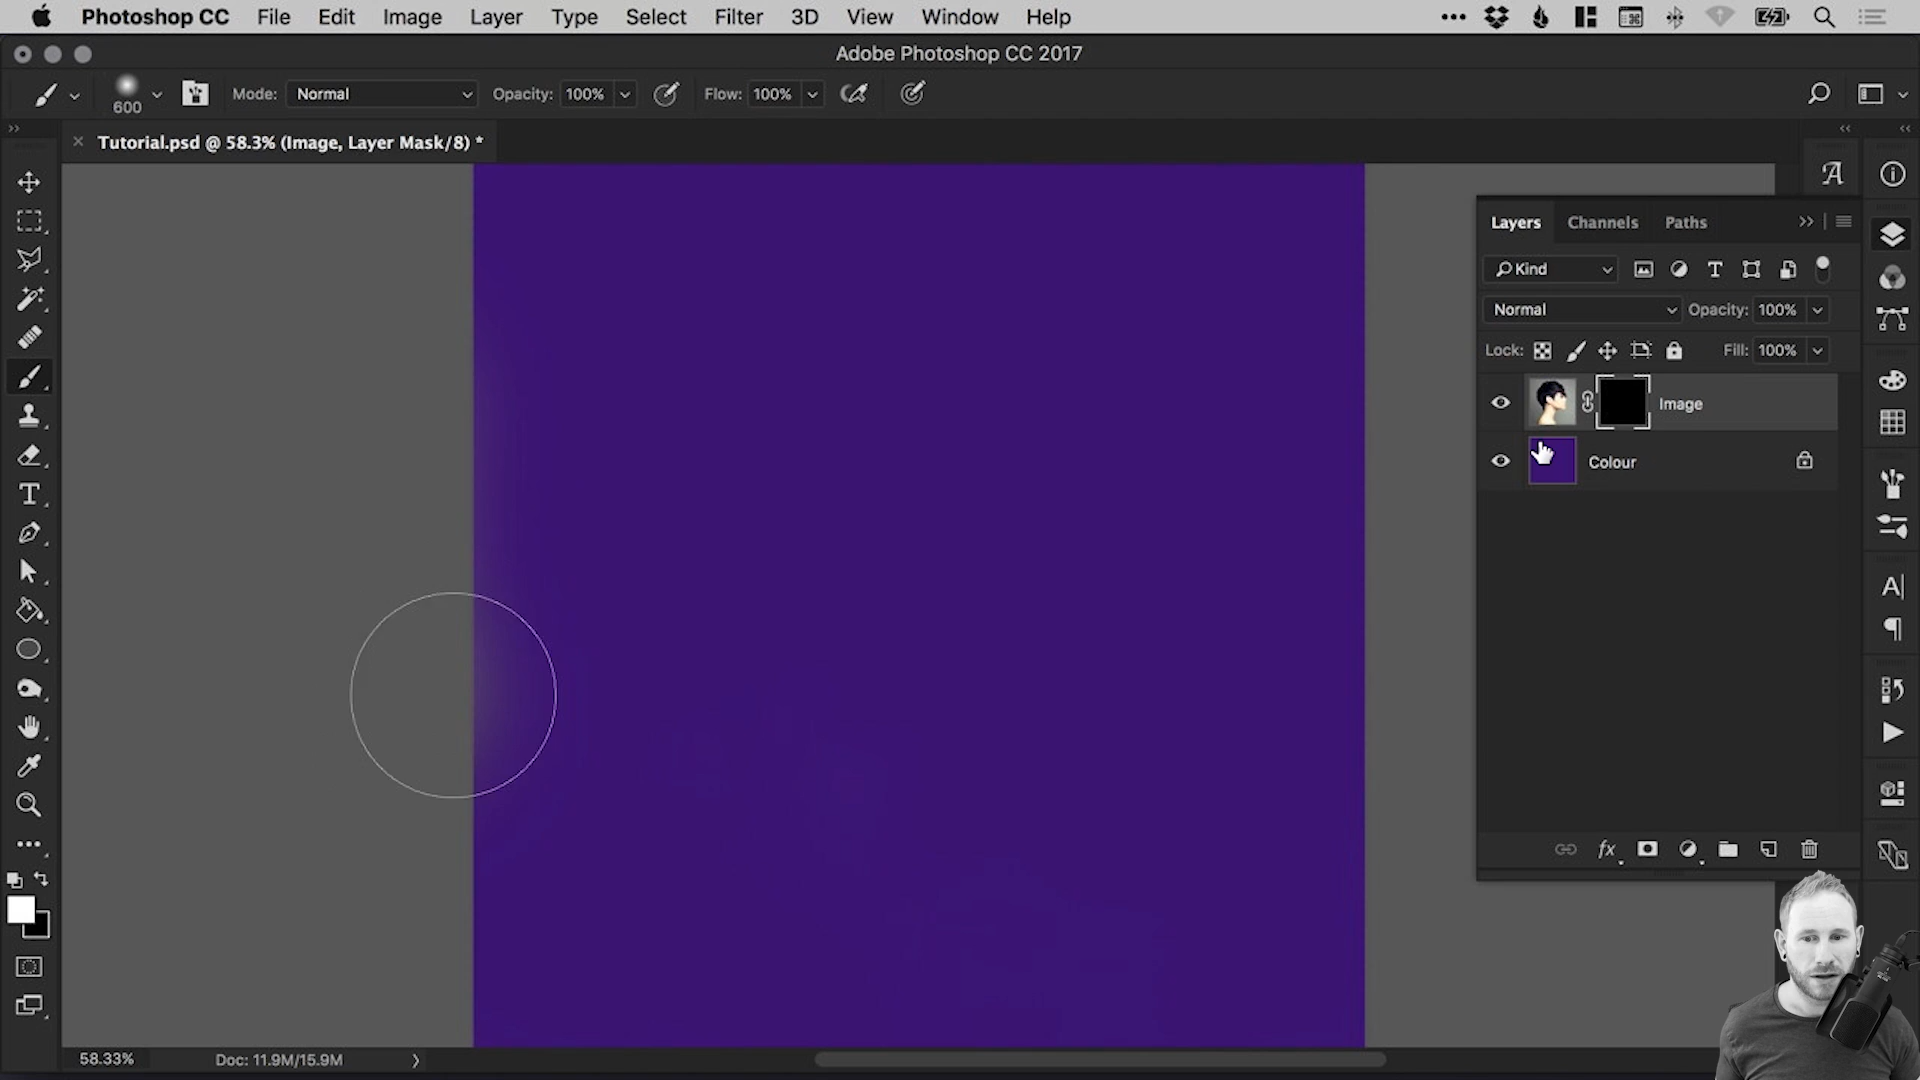 Photoshop CC File Edit Image Layer Type Select Filter 3D View Window Help
Adobe Photoshop CC 2017
600 Mode: Normal Opacity: 100% Flow: 100%
Tutorial.psd @ 58.3% (Image, Layer Mask/8) *
Layers Channels Paths
Kind
Normal Opacity: 100%
Lock: Fill: 100%
Image
Colour
fx
58.33% Doc: 11.9M/15.9M